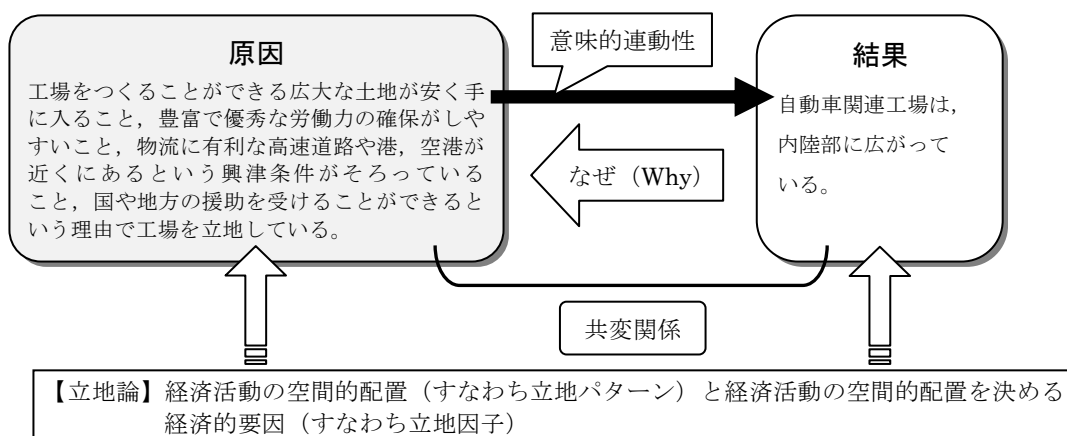 意味的連動性
原因
工場をつくることができる広大な土地が安く手
に入ること，豊富で優秀な労働力の確保がしや
すいこと，物流に有利な高速道路や港，空港が
近くにあるという興津条件がそろっている
こと，国や地方の援助を受けることができると
いう理由で工場を立地している。
なぜ（Why）
結果
自動車関連工場は，
内陸部に広がって
いる。
共変関係
【立地論】経済活動の空間的配置（すなわち立地パターン）と経済活動の空間的配置を決める
経済的要因（すなわち立地因子）